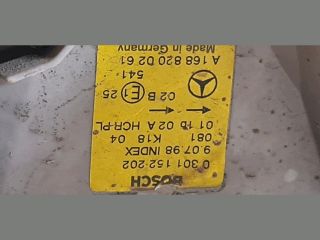 BOSCH
0 301 152 202
9 07 98 INDEX
081 K18 04
01 1b 02 A HCR-PL
02 B E1 25
541
A 168 820 02 61
Made in Germany